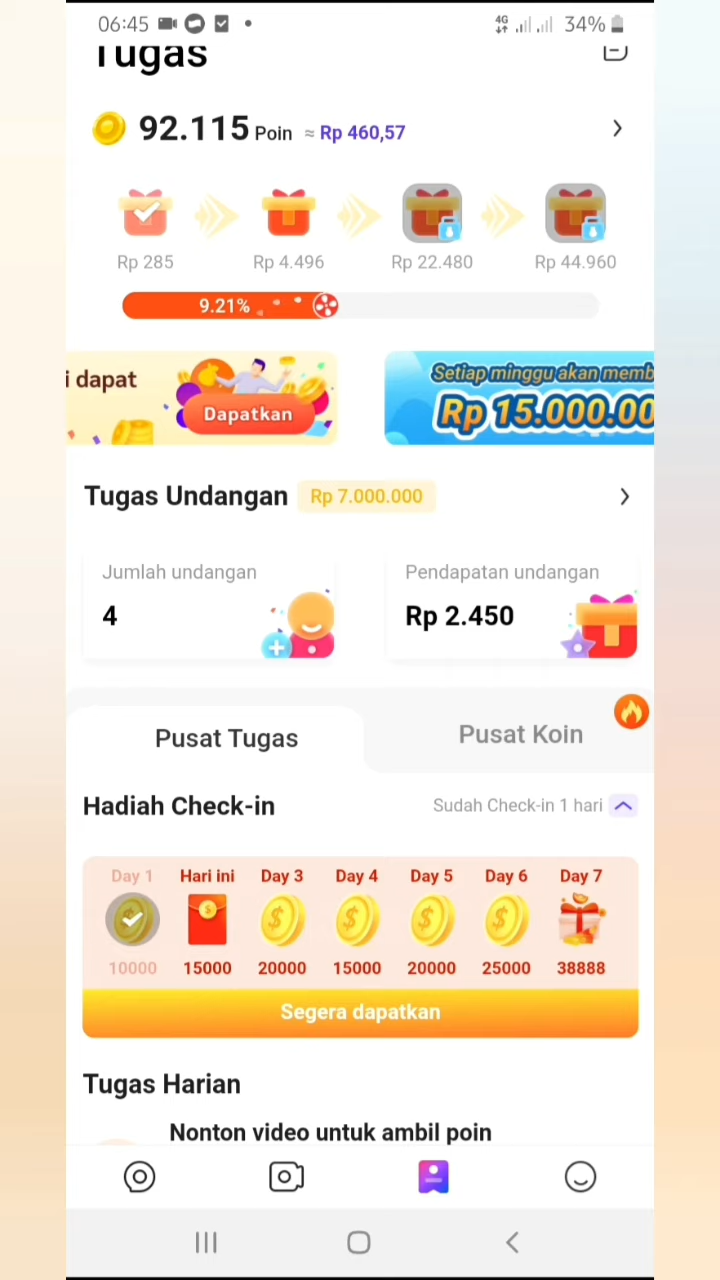 06:45
4G 34%
Tugas
92.115 Poin ≈ Rp 460,57
Rp 285 Rp 4.496 Rp 22.480 Rp 44.960
9.21%
i dapat
Dapatkan
Setiap minggu akan memb
Rp 15.000.00
Tugas Undangan Rp 7.000.000
Jumlah undangan
4
Pendapatan undangan
Rp 2.450
Pusat Tugas Pusat Koin
Hadiah Check-in Sudah Check-in 1 hari
Day 1 Hari ini Day 3 Day 4 Day 5 Day 6 Day 7
10000 15000 20000 15000 20000 25000 38888
Segera dapatkan
Tugas Harian
Nonton video untuk ambil poin